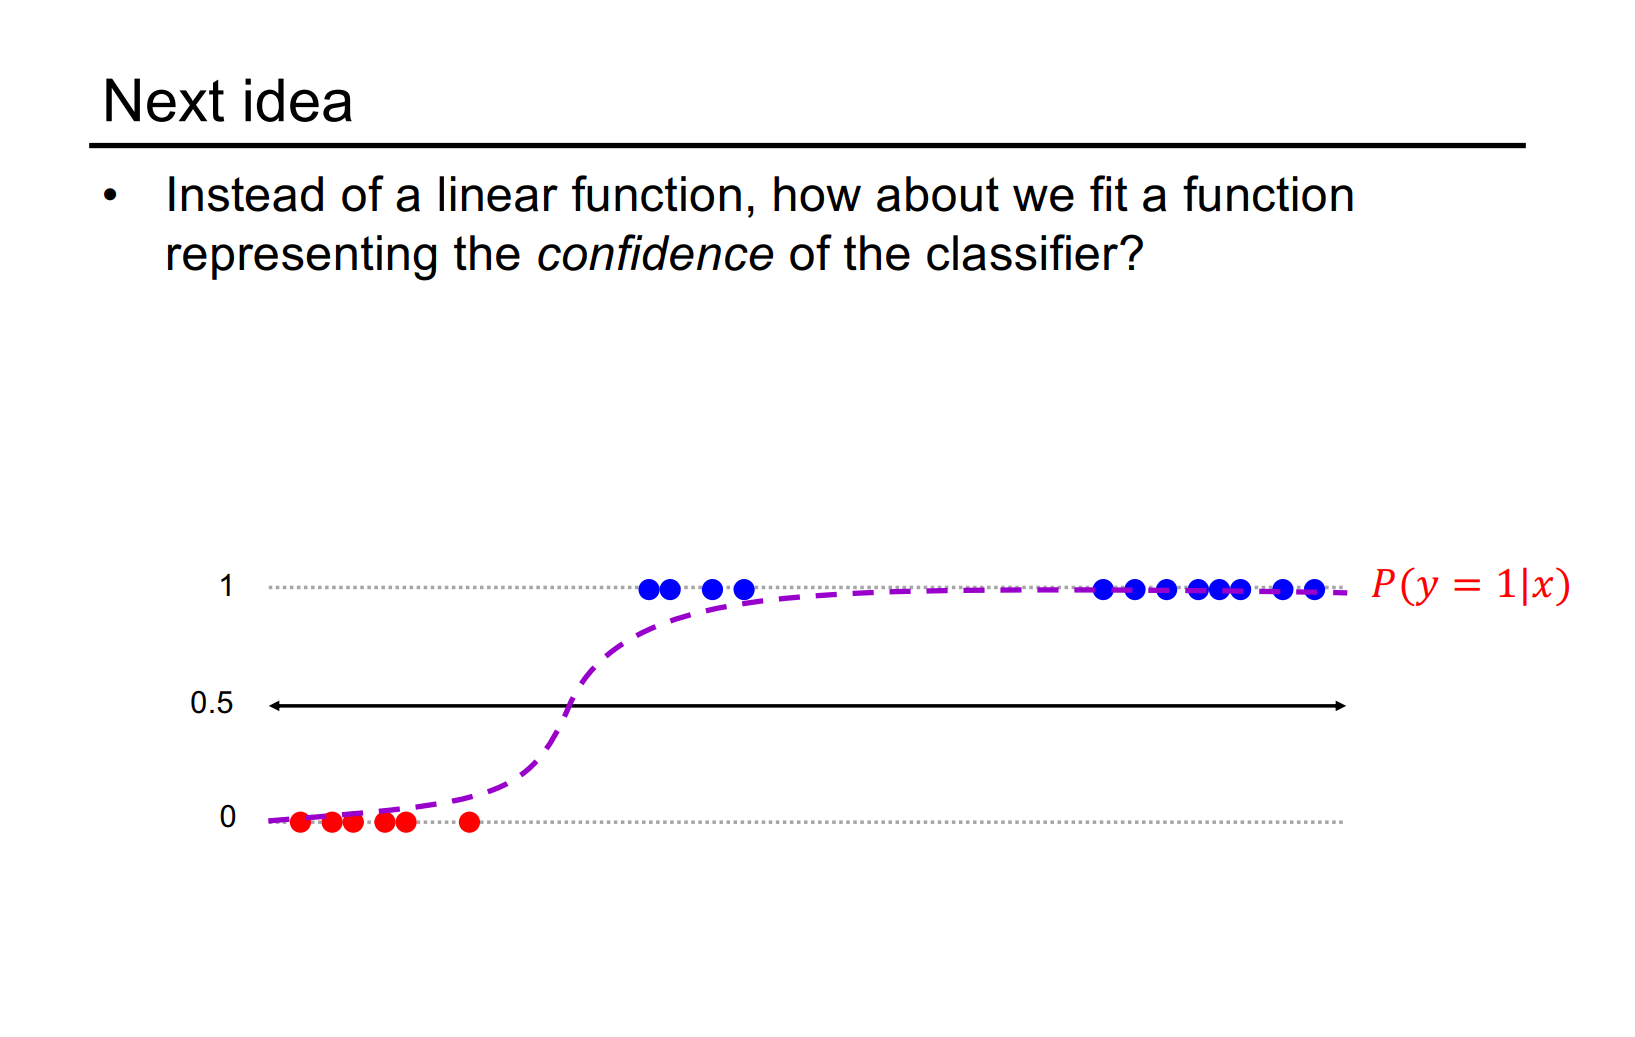 Next idea
• Instead of a linear function, how about we fit a function
representing the confidence of the classifier?
1
P(y = 1|x)
0.5
0